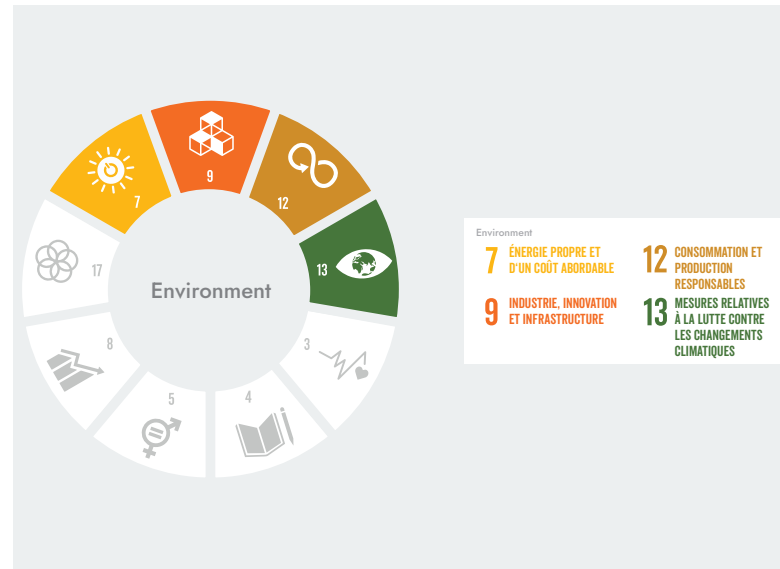 9
7
12
17
13
Environment
8
3
5
4
Environment
7 ÉNERGIE PROPRE ET
D'UN COÛT ABORDABLE
12 CONSOMMATION ET
PRODUCTION
RESPONSABLES
9 INDUSTRIE, INNOVATION
ET INFRASTRUCTURE
13 MESURES RELATIVES
À LA LUTTE CONTRE
LES CHANGEMENTS
CLIMATIQUES